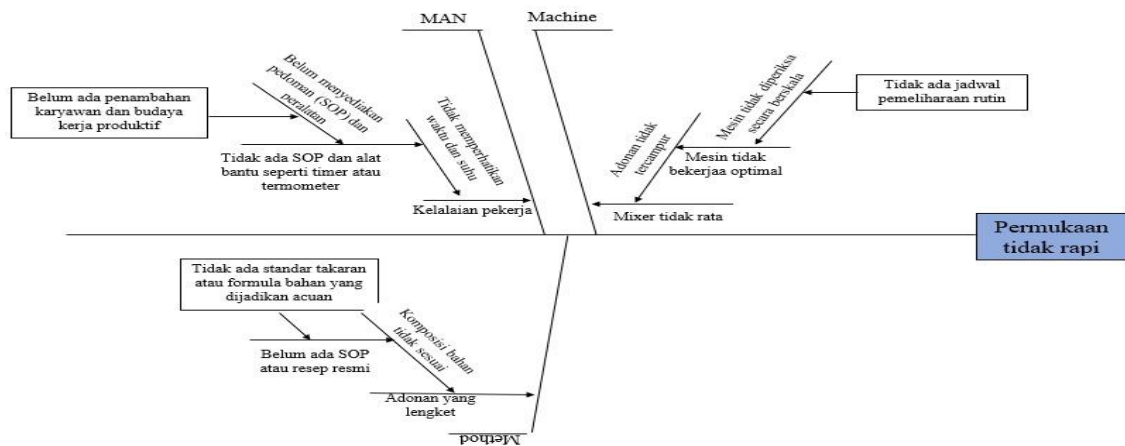 MAN
Machine
Belum ada penambahan
karyawan dan budaya
kerja produktif
Belum menyediakan
pedoman (SOP) dan
peralatan
Tidak ada SOP dan alat
bantu seperti timer atau
termometer
Tidak memperhatikan
waktu dan suhu
Kelalaian pekerja
Adonan tidak
tercampur
Mixer tidak rata
Mesin tidak diperiksa
secara berskala
Mesin tidak
bekerjaa optimal
Tidak ada jadwal
pemeliharaan rutin
Permukaan
tidak rapi
Tidak ada standar takaran
atau formula bahan yang
dijadikan acuan
Komposisi bahan
tidak sesuai
Belum ada SOP
atau resep resmi
Adonan yang
lengket
Method